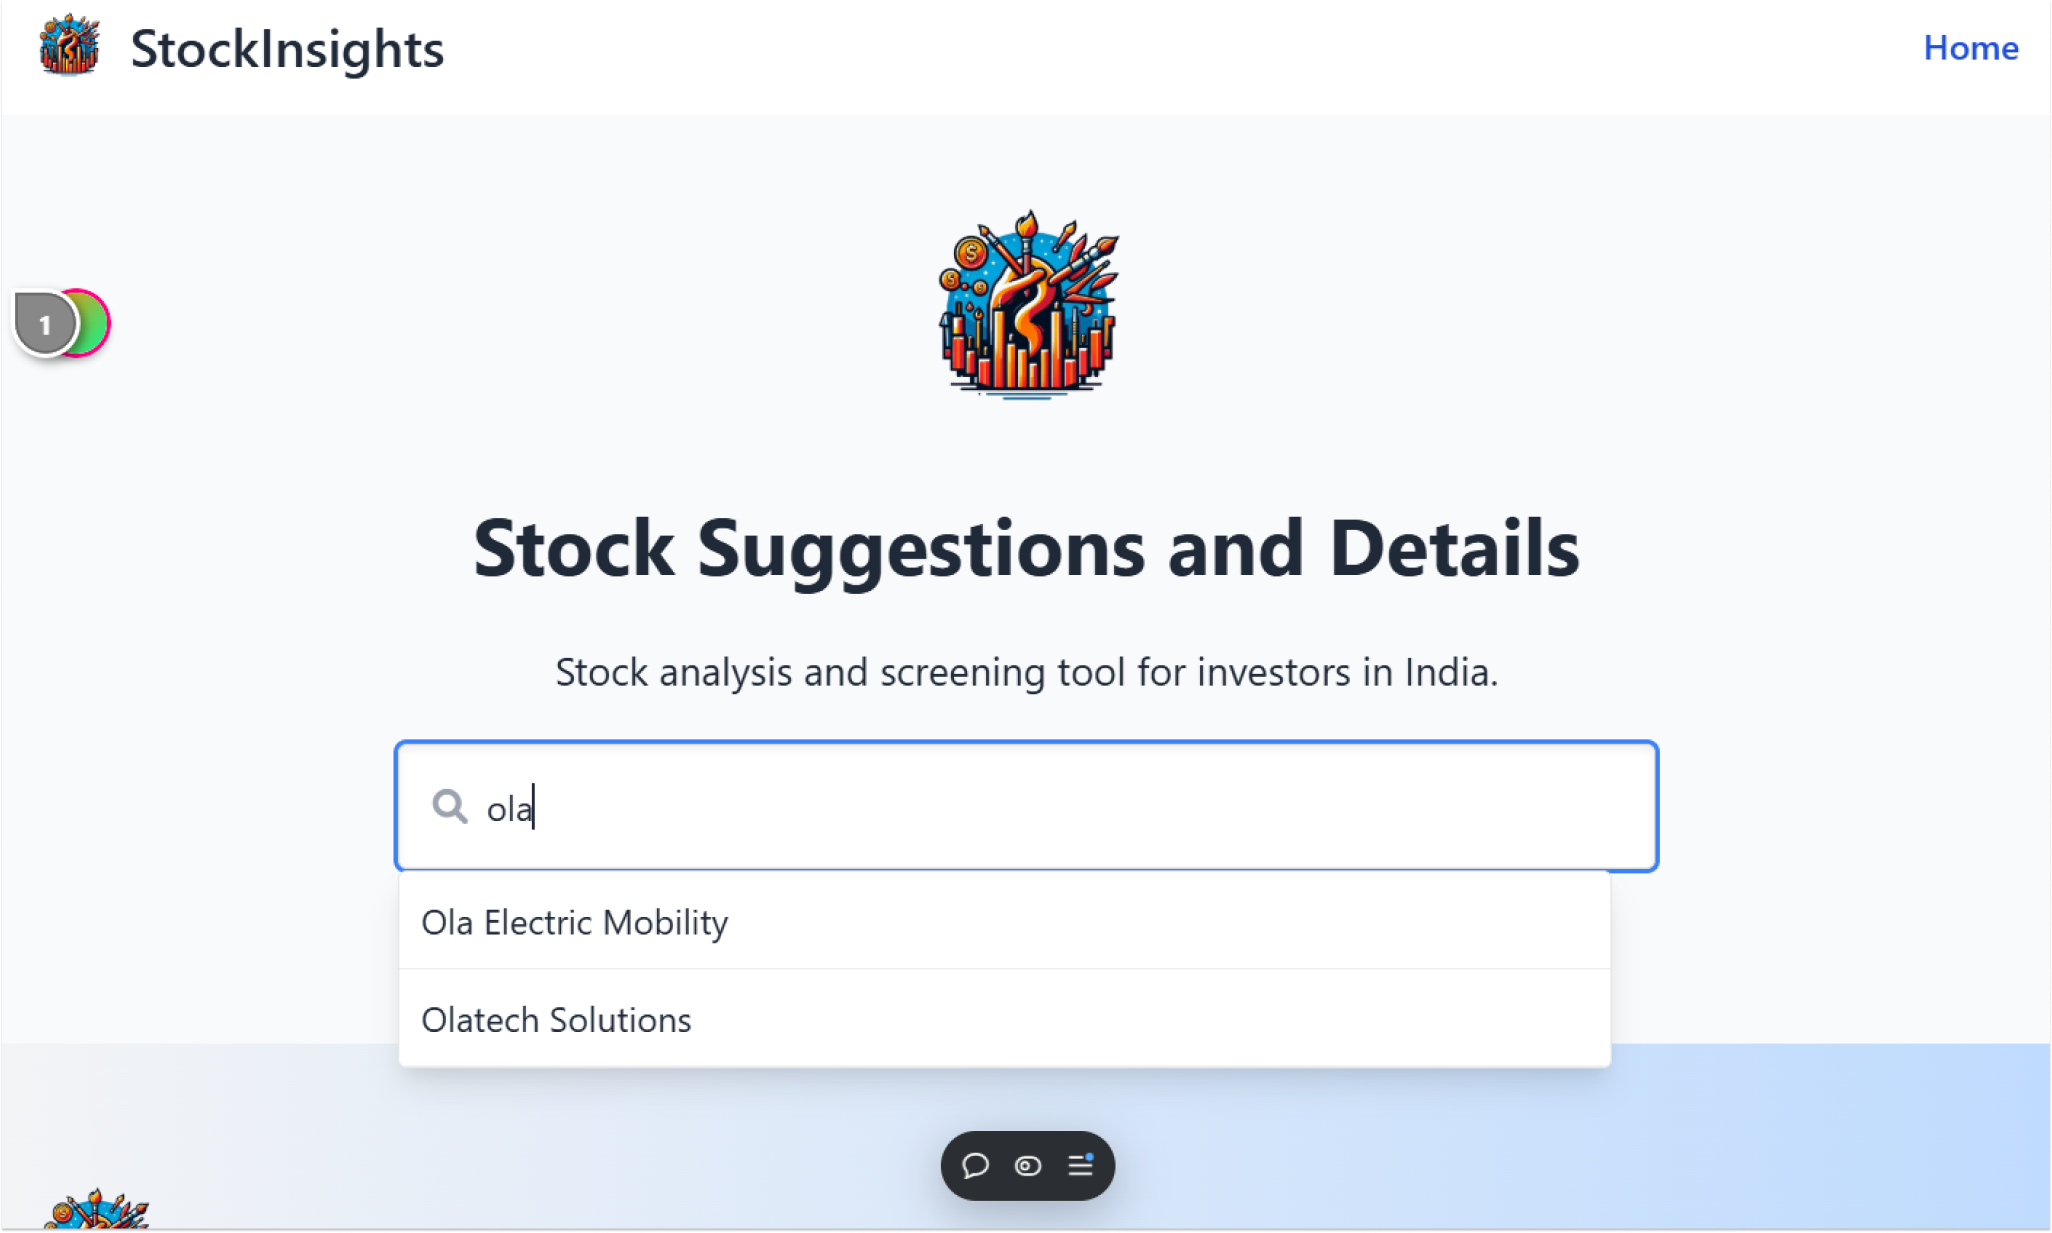 StockInsights
Home
1
Stock Suggestions and Details
Stock analysis and screening tool for investors in India.
ola
Ola Electric Mobility
Olatech Solutions